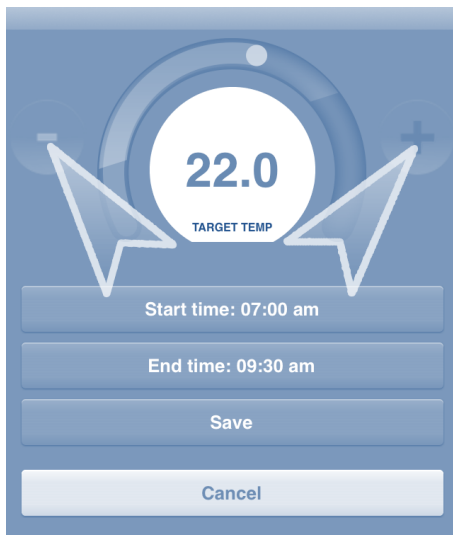 -
+
22.0
TARGET TEMP
Start time: 07:00 am
End time: 09:30 am
Save
Cancel